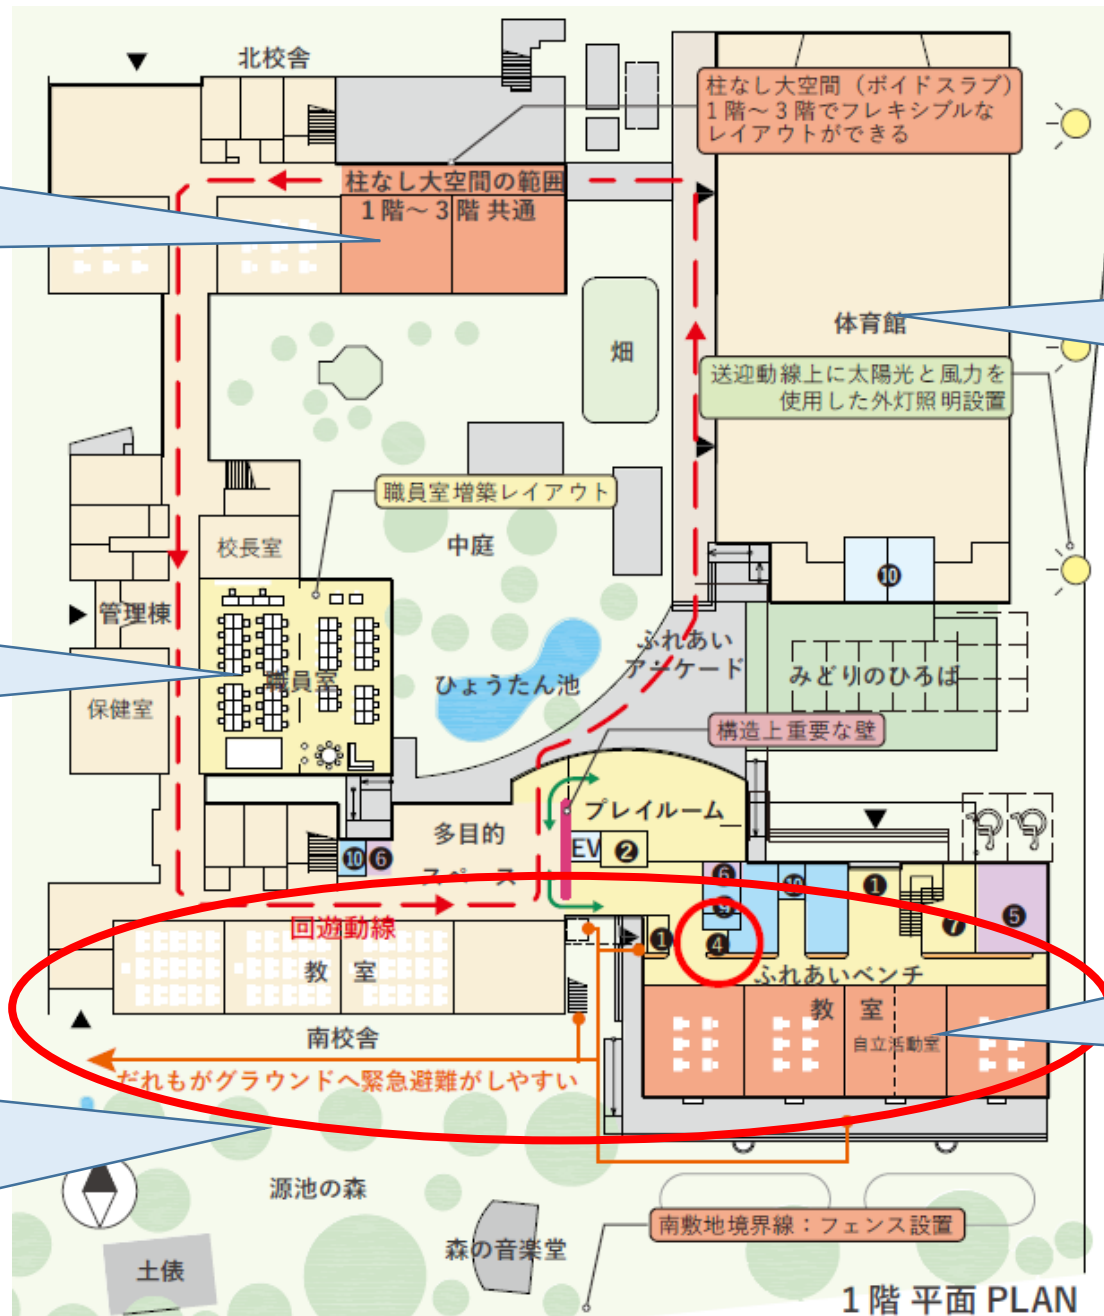 北校舎
柱なし大空間（ボイドスラブ）
１階～３階でフレキシブルな
レイアウトができる
柱なし大空間の範囲
１階～３階 共通
体育館
畑
送迎動線上に太陽光と風力を
使用した外灯照明設置
職員室増築レイアウト
校長室
中庭
❿
管理棟
ふれあい
アーケード
みどりのひろば
職員室
ひょうたん池
保健室
構造上重要な壁
プレイルーム
多目的
スペース
EV
❷
❿
❻
❻
❿
❶
❾
❺
❼
回遊動線
❶
❹
ふれあいベンチ
教 室
教 室
自立活動室
南校舎
だれもがグラウンドへ緊急避難がしやすい
源池の森
森の音楽堂
南敷地境界線：フェンス設置
土俵
１階 平面 PLAN